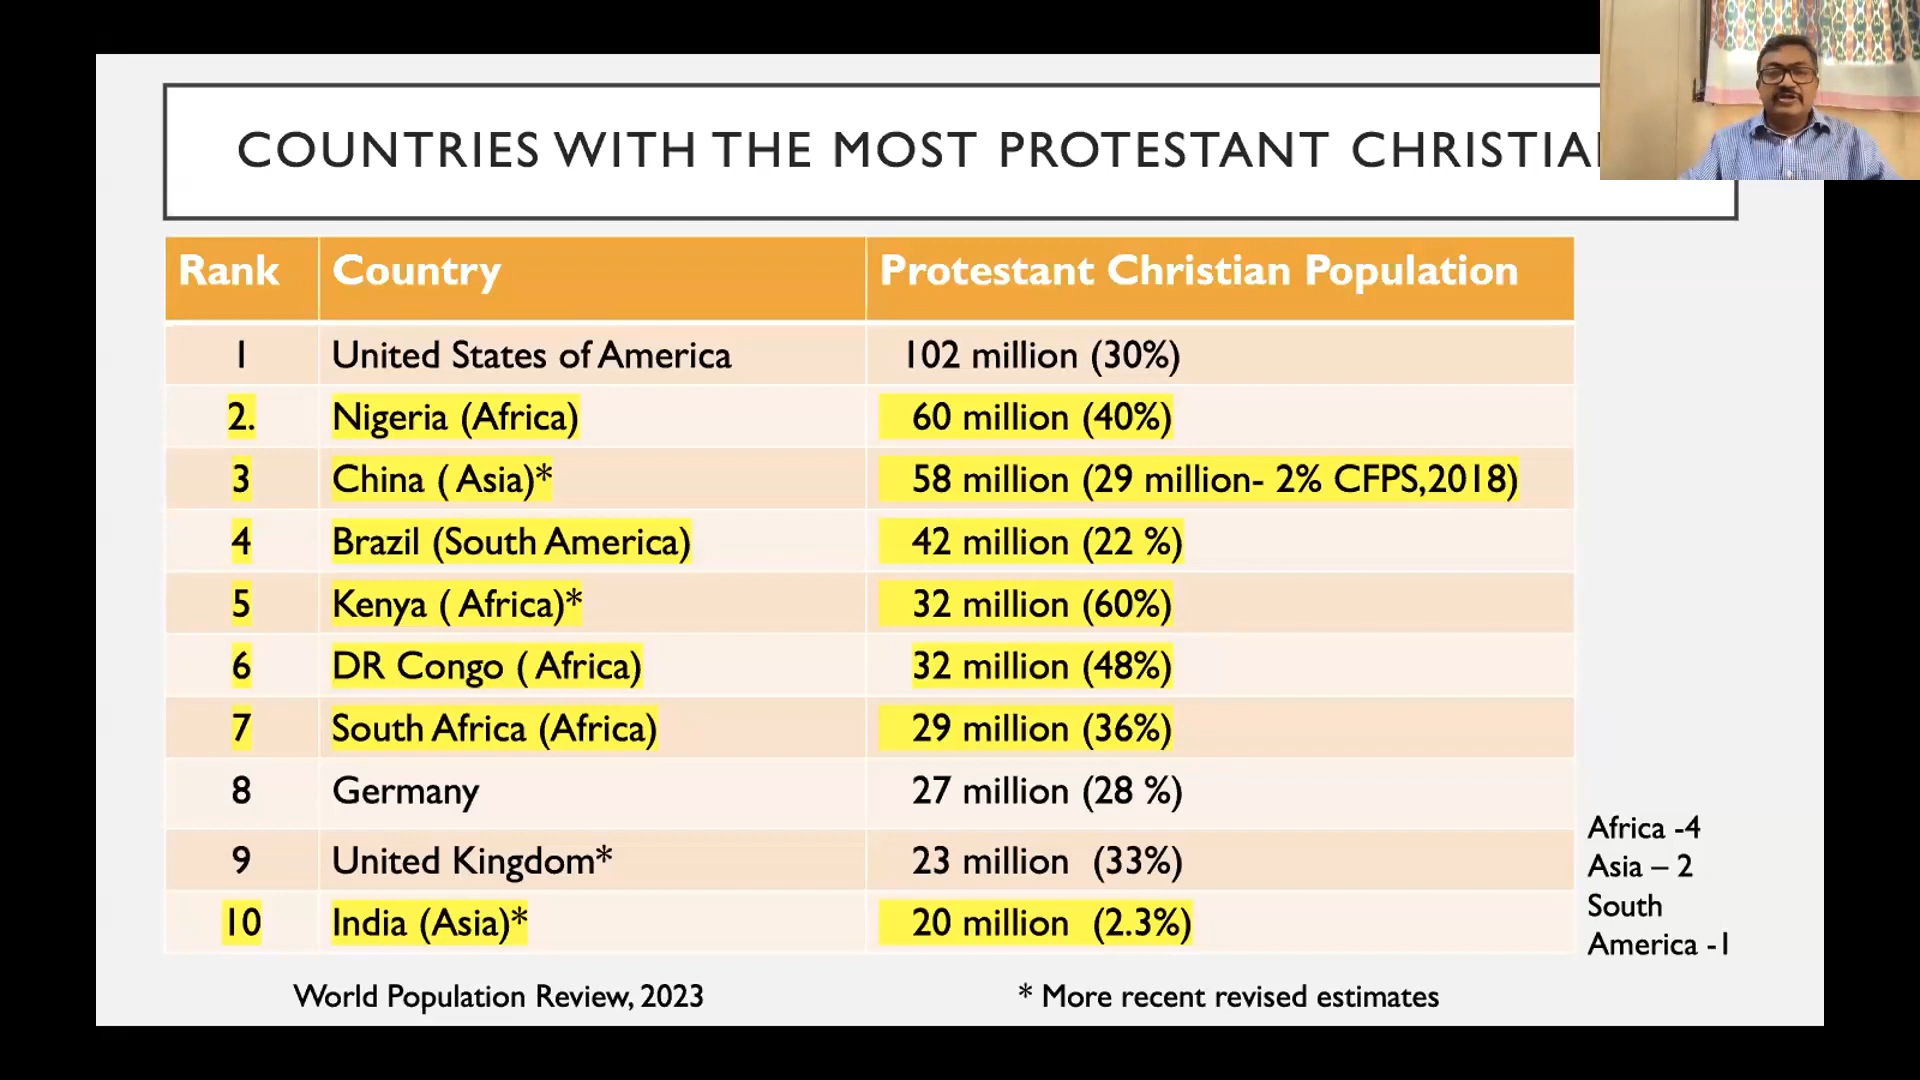 COUNTRIES WITH THE MOST PROTESTANT
Rank Country Protestant Christian Population
1 United States of America 102 million (30%)
2. Nigeria (Africa) 60 million (40%)
3 China ( Asia)* 58 million (29 million- 2% CFPS,2018)
4 Brazil (South America) 42 million (22 %)
5 Kenya ( Africa)* 32 million (60%)
6 DR Congo ( Africa) 32 million (48%)
7 South Africa (Africa) 29 million (36%)
8 Germany 27 million (28 %)
9 United Kingdom* 23 million (33%)
10 India (Asia)* 20 million (2.3%)
Africa -4
Asia – 2
South
America -1
World Population Review, 2023 * More recent revised estimates